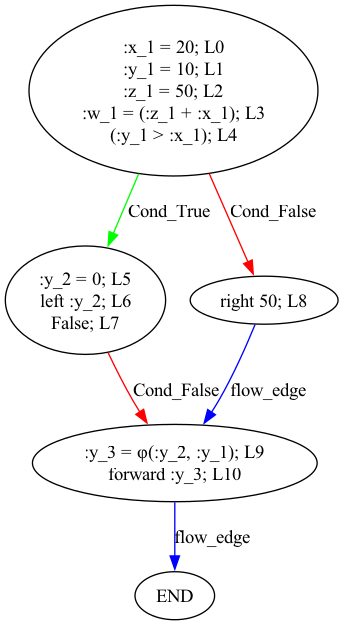 :x_1 = 20; L0
:y_1 = 10; L1
:z_1 = 50; L2
:w_1 = (:z_1 + :x_1); L3
(:y_1 > :x_1); L4
Cond_True
Cond_False
:y_2 = 0; L5
left :y_2; L6
False; L7
right 50; L8
Cond_False
flow_edge
:y_3 = φ(:y_2, :y_1); L9
forward :y_3; L10
flow_edge
END